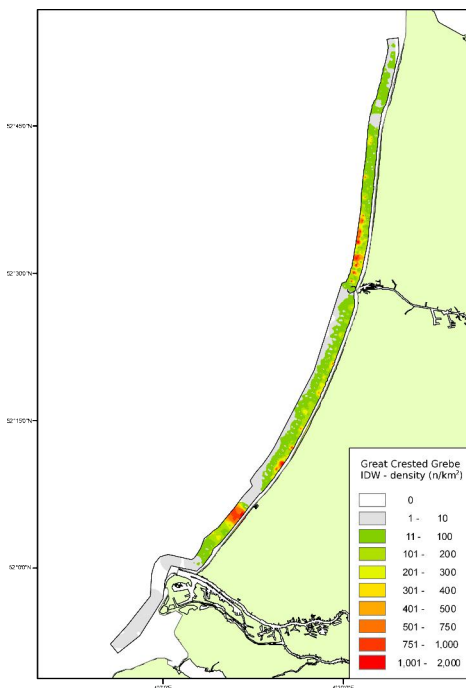 52°45'0"N
52°30'0"N
52°15'0"N
52°0'0"N
Great Crested Grebe
IDW - density (n/km²)
0
1 - 10
11 - 100
101 - 200
201 - 300
301 - 400
401 - 500
501 - 750
751 - 1,000
1,001 - 2,000